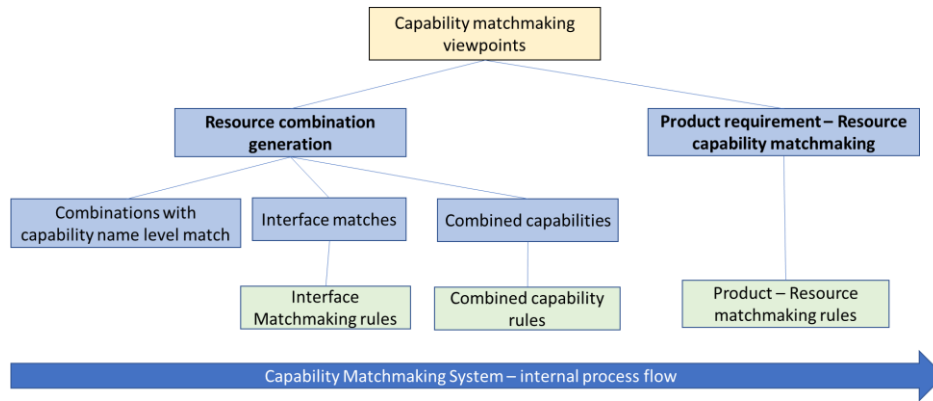 Capability matchmaking
viewpoints
Resource combination
generation
Product requirement – Resource
capability matchmaking
Combinations with
capability name level match
Interface matches
Combined capabilities
Interface
Matchmaking rules
Combined capability
rules
Product – Resource
matchmaking rules
Capability Matchmaking System – internal process flow